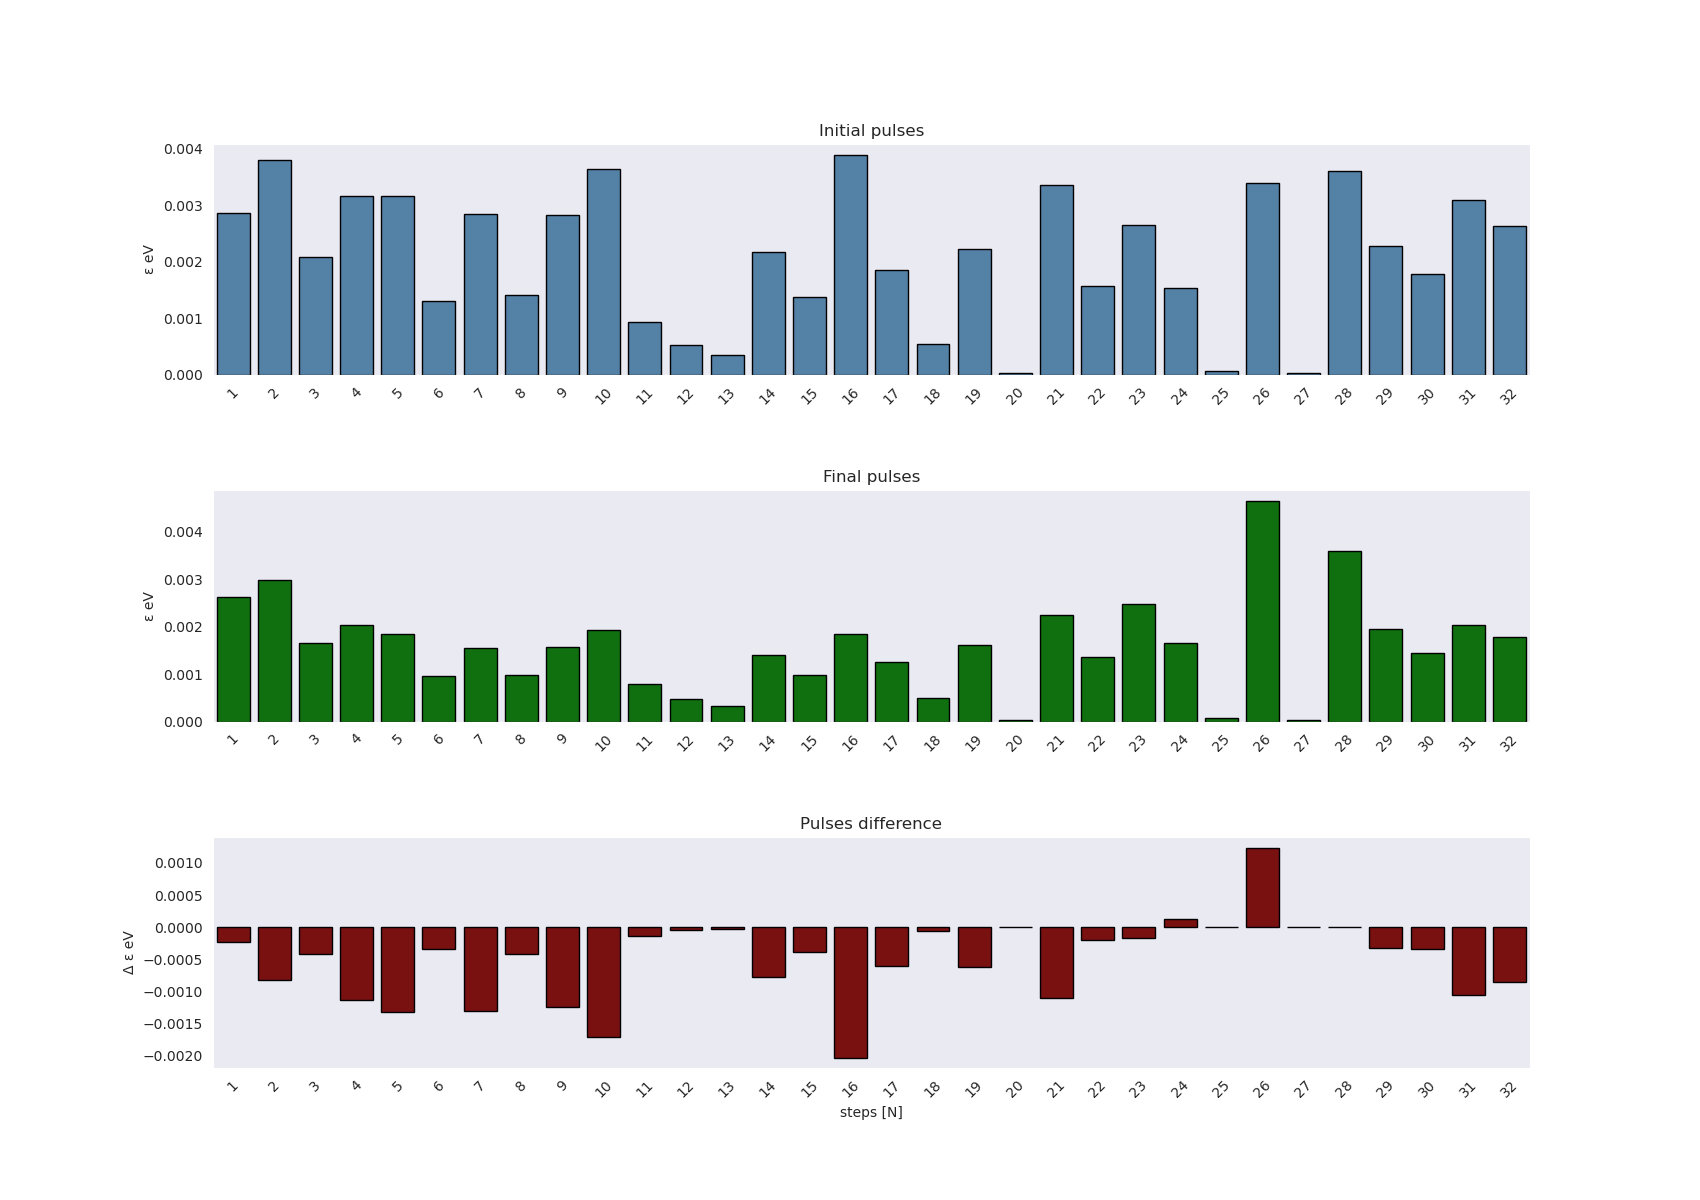 Initial pulses
0.004
0.003
0.002
0.001
0.000
ε eV
1 2 3 4 5 6 7 8 9 10 11 12 13 14 15 16 17 18 19 20 21 22 23 24 25 26 27 28 29 30 31 32
Final pulses
0.004
0.003
0.002
0.001
0.000
ε eV
1 2 3 4 5 6 7 8 9 10 11 12 13 14 15 16 17 18 19 20 21 22 23 24 25 26 27 28 29 30 31 32
Pulses difference
0.0010
0.0005
0.0000
−0.0005
−0.0010
−0.0015
−0.0020
Δ ε eV
1 2 3 4 5 6 7 8 9 10 11 12 13 14 15 16 17 18 19 20 21 22 23 24 25 26 27 28 29 30 31 32
steps [N]